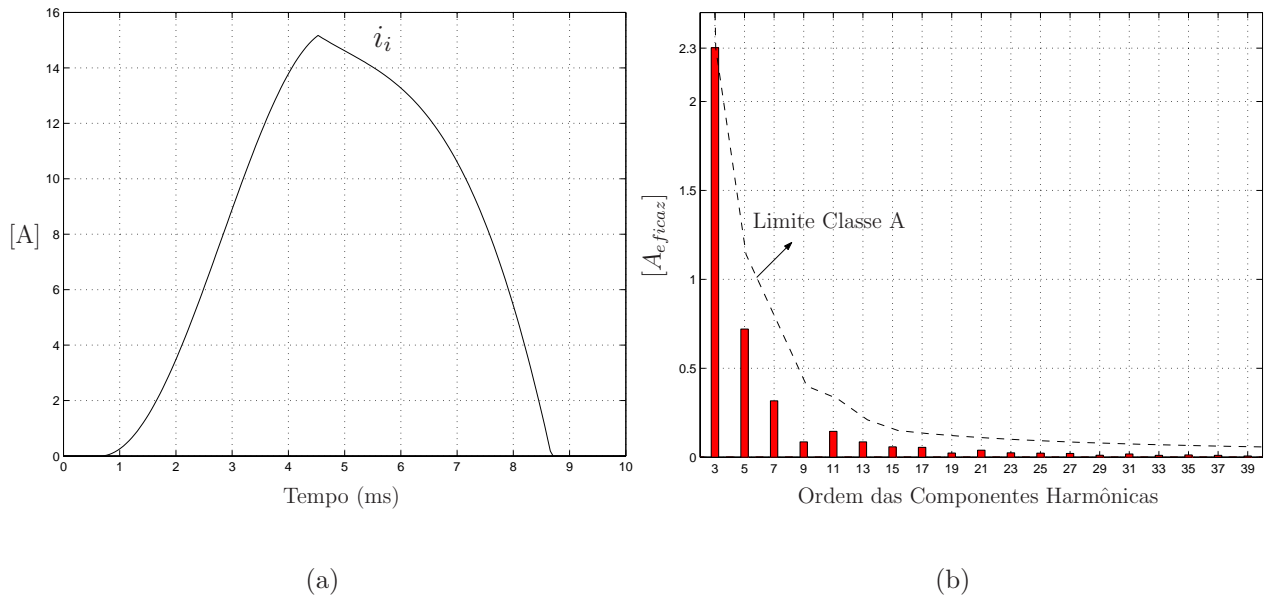 16
14
12
10
8
6
4
2
0
[A]
i_i
0 1 2 3 4 5 6 7 8 9 10
Tempo (ms)
(a)
2.3
2
1.5
1
0.5
0
[A_{eficaz}]
Limite Classe A
3 5 7 9 11 13 15 17 19 21 23 25 27 29 31 33 35 37 39
Ordem das Componentes Harmônicas
(b)